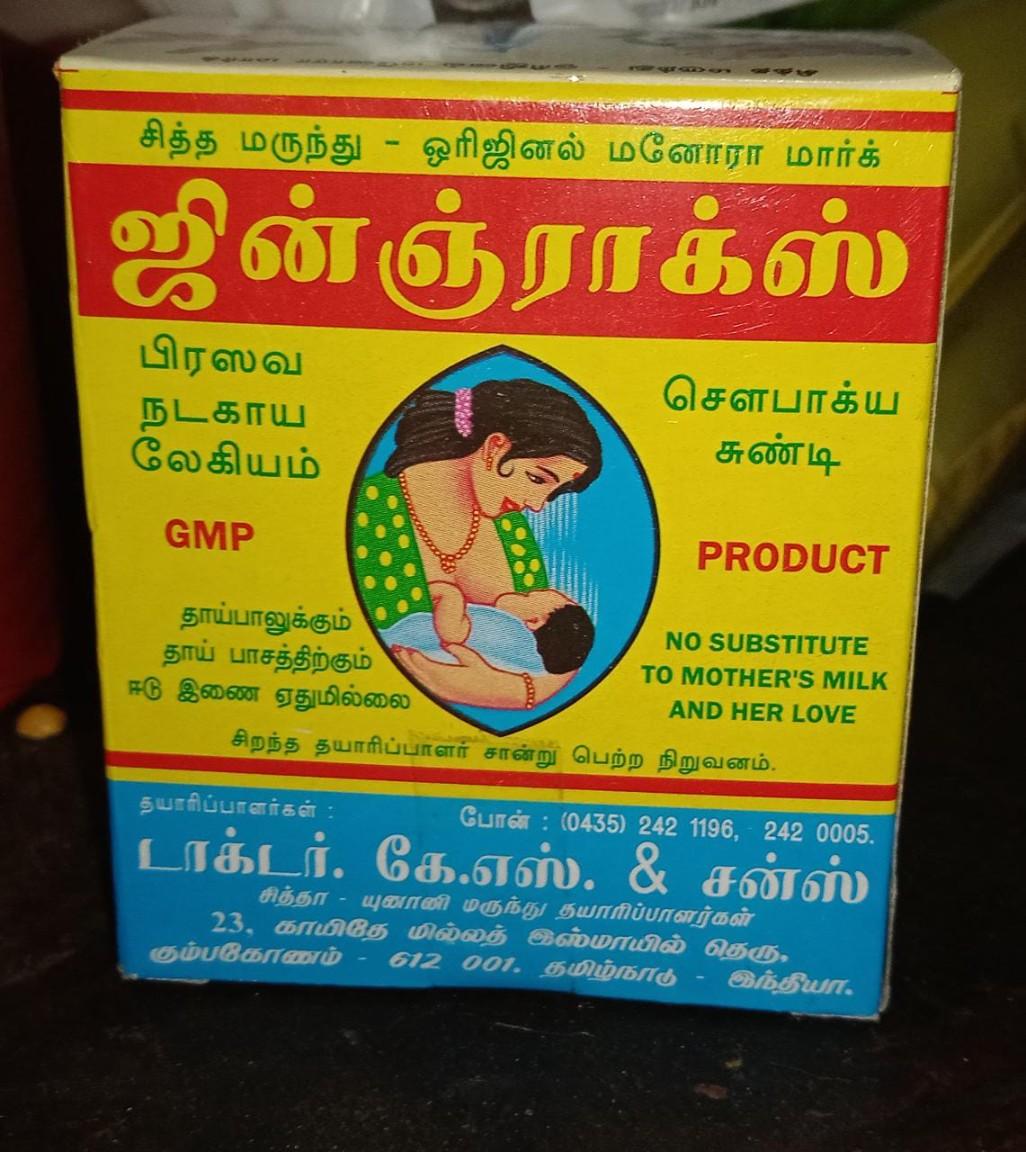 சித்த மருந்து - ஒரிஜினல் மனோரா மார்க்
ஜின்ஞ்ராக்ஸ்
பிரஸவ
நடகாய
லேகியம்
சௌபாக்ய
சுண்டி
GMP
PRODUCT
தாய்பாலுக்கும்
தாய் பாசத்திற்கும்
ஈடு இணை ஏதுமில்லை
NO SUBSTITUTE
TO MOTHER'S MILK
AND HER LOVE
சிறந்த தயாரிப்பாளர் சான்று பெற்ற நிறுவனம்.
தயாரிப்பாளர்கள் :
போன் : (0435) 242 1196, 242 0005.
டாக்டர். கே.எஸ். & சன்ஸ்
சித்தா - யுனானி மருந்து தயாரிப்பாளர்கள்
23, காயிதே மில்லத் இஸ்மாயில் தெரு,
கும்பகோணம் - 612 001. தமிழ்நாடு - இந்தியா.